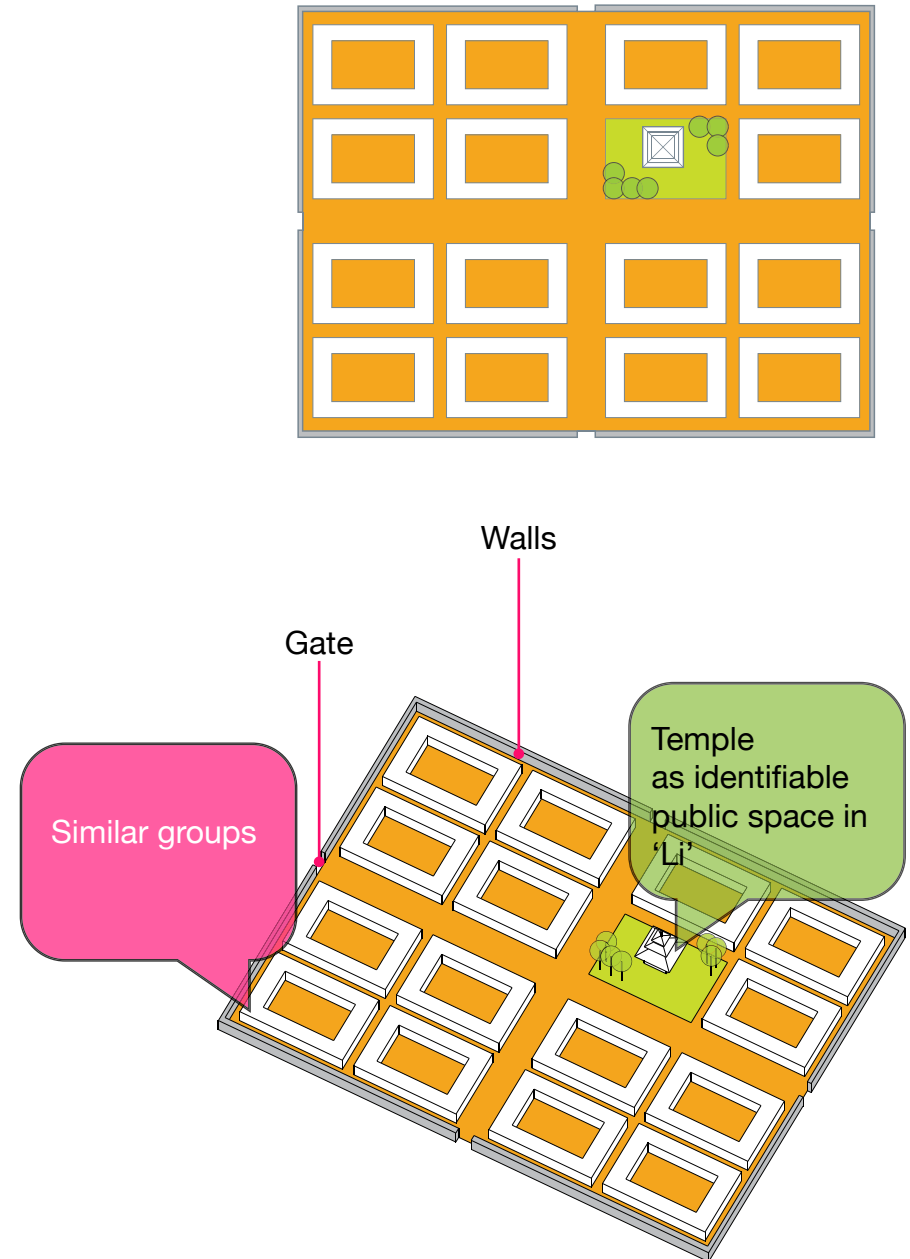 Walls
Gate
Similar groups
Temple
as identifiable
public space in
‘Li’